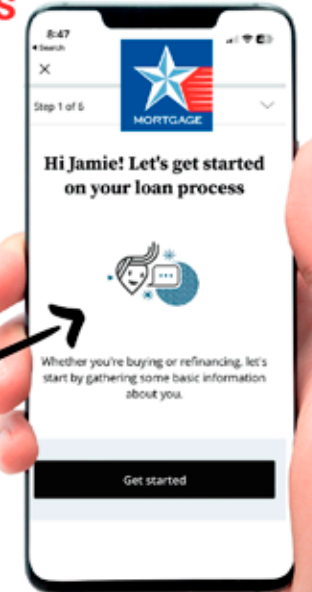 S
8:47
Search
Step 1 of 6
MORTGAGE
Hi Jamie! Let's get started
on your loan process
Whether you're buying or refinancing, let's
start by gathering some basic information
about you.
Get started